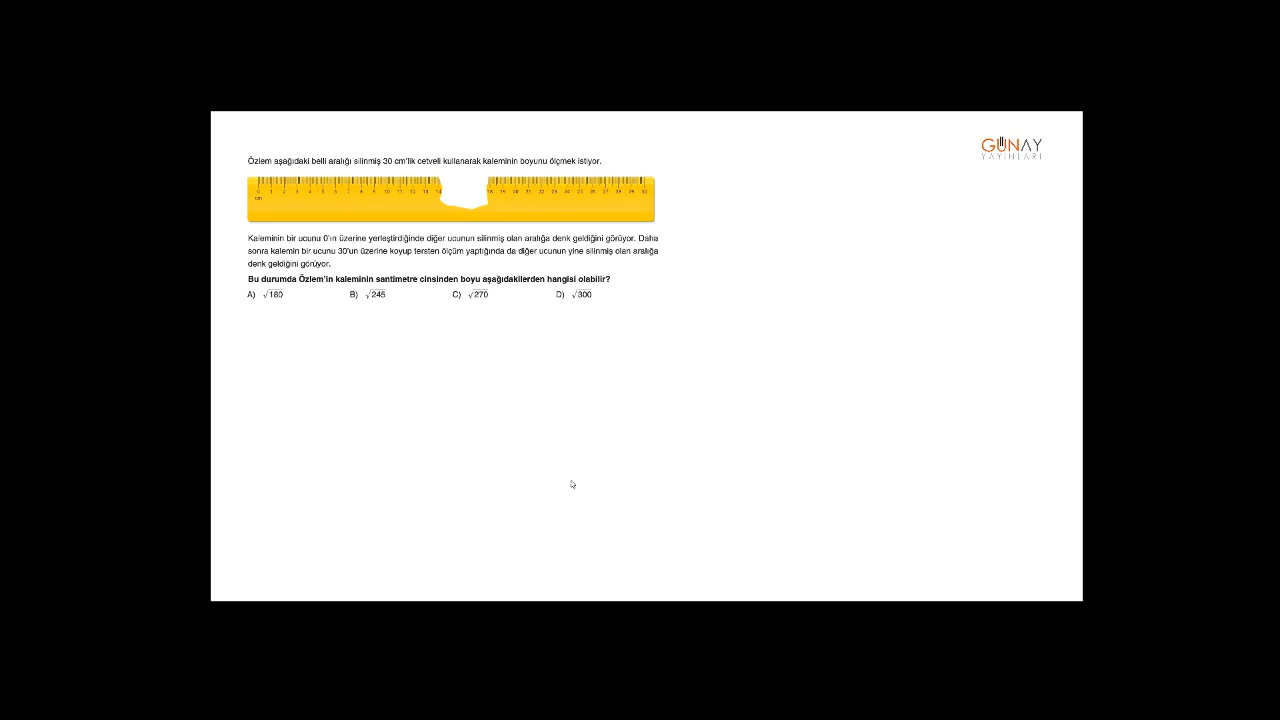 GÜNAY
YAYINLARI
Özlem aşağıdaki belli aralığı silinmiş 30 cm'lik cetveli kullanarak kaleminin boyunu ölçmek istiyor.
0 1 2 3 4 5 6 7 8 9 10 11 12 13 14 18 19 20 21 22 23 24 25 26 27 28 29 30
cm
Kaleminin bir ucunu 0'ın üzerine yerleştirdiğinde diğer ucunun silinmiş olan aralığa denk geldiğini görüyor. Daha
sonra kalemin bir ucunu 30'un üzerine koyup tersten ölçüm yaptığında da diğer ucunun yine silinmiş olan aralığa
denk geldiğini görüyor.
Bu durumda Özlem'in kaleminin santimetre cinsinden boyu aşağıdakilerden hangisi olabilir?
A) √180 B) √245 C) √270 D) √300